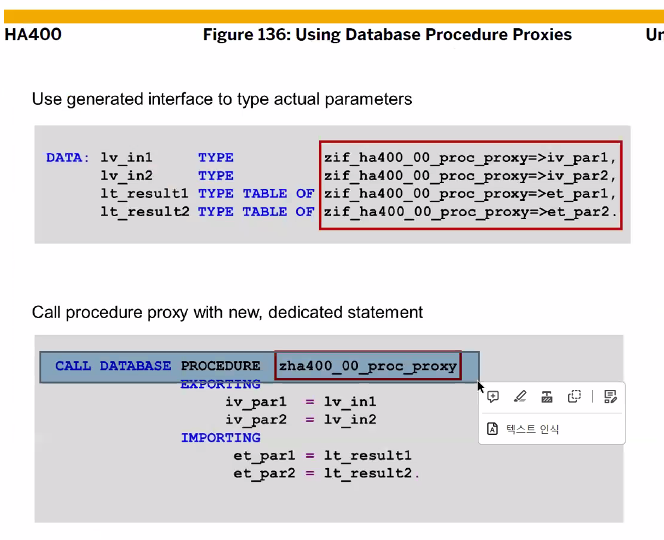 HA400 Figure 136: Using Database Procedure Proxies Un
Use generated interface to type actual parameters
DATA: lv_in1 TYPE zif_ha400_00_proc_proxy=>iv_par1,
lv_in2 TYPE zif_ha400_00_proc_proxy=>iv_par2,
lt_result1 TYPE TABLE OF zif_ha400_00_proc_proxy=>et_par1,
lt_result2 TYPE TABLE OF zif_ha400_00_proc_proxy=>et_par2.
Call procedure proxy with new, dedicated statement
CALL DATABASE PROCEDURE zha400_00_proc_proxy
EXPORTING
iv_par1 = lv_in1
iv_par2 = lv_in2
IMPORTING
et_par1 = lt_result1
et_par2 = lt_result2.
텍스트 인식